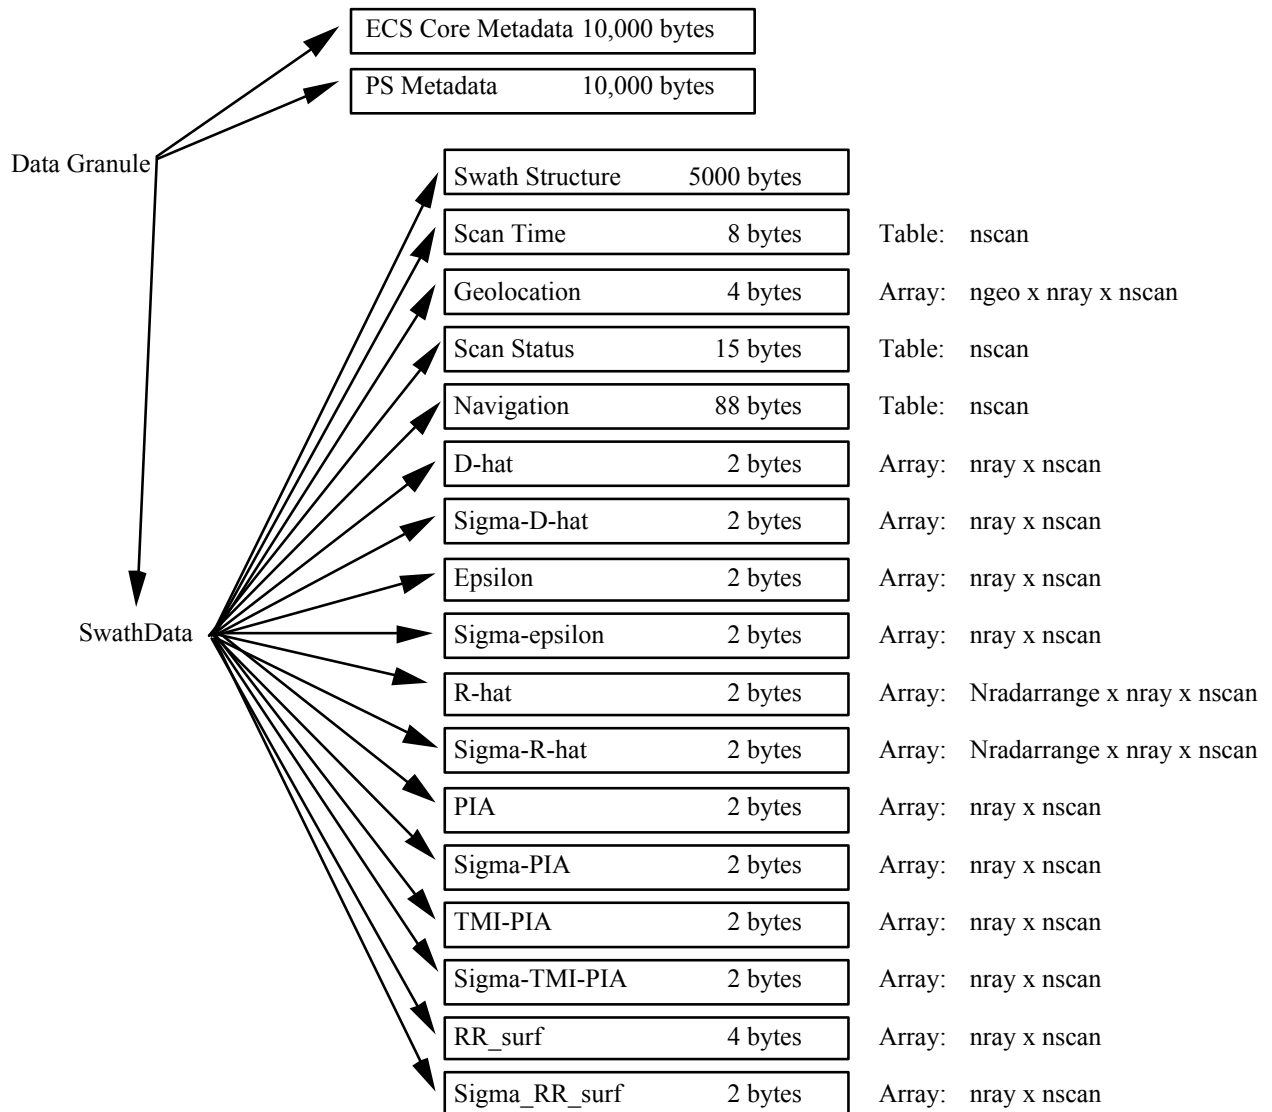 ECS Core Metadata 10,000 bytes
PS Metadata 10,000 bytes
Data Granule
Swath Structure 5000 bytes
Scan Time 8 bytes Table: nscan
Geolocation 4 bytes Array: ngeo x nray x nscan
Scan Status 15 bytes Table: nscan
Navigation 88 bytes Table: nscan
D-hat 2 bytes Array: nray x nscan
Sigma-D-hat 2 bytes Array: nray x nscan
Epsilon 2 bytes Array: nray x nscan
SwathData
Sigma-epsilon 2 bytes Array: nray x nscan
R-hat 2 bytes Array: Nradarrange x nray x nscan
Sigma-R-hat 2 bytes Array: Nradarrange x nray x nscan
PIA 2 bytes Array: nray x nscan
Sigma-PIA 2 bytes Array: nray x nscan
TMI-PIA 2 bytes Array: nray x nscan
Sigma-TMI-PIA 2 bytes Array: nray x nscan
RR_surf 4 bytes Array: nray x nscan
Sigma_RR_surf 2 bytes Array: nray x nscan